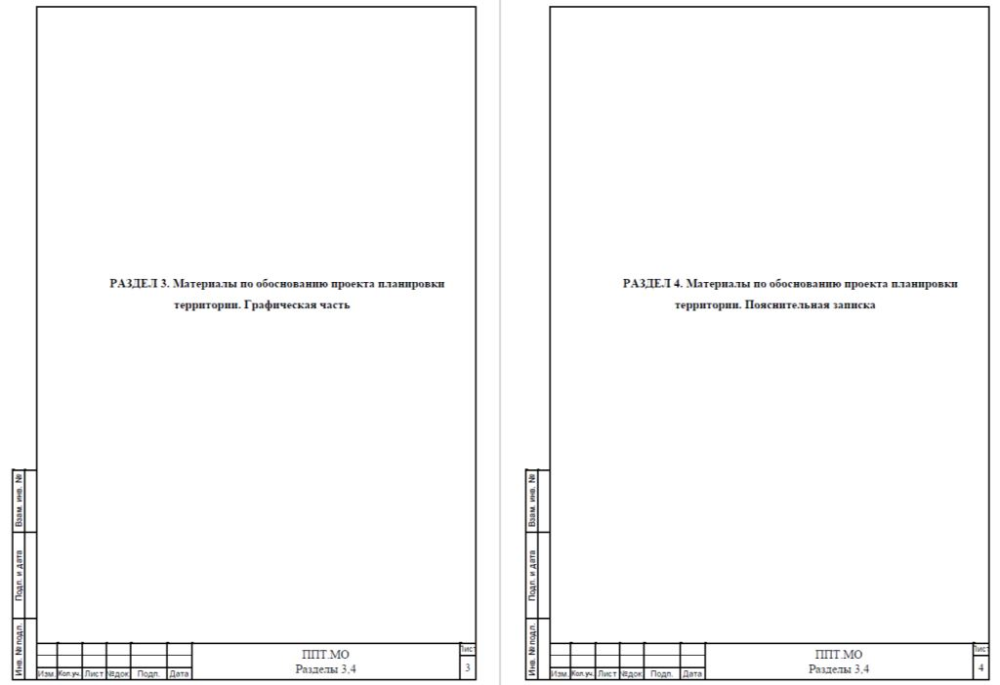 РАЗДЕЛ 3. Материалы по обоснованию проекта планировки
территории. Графическая часть
Взам. инв. №
Подп. и дата
Инв. № подл.
Изм. Кол.уч. Лист №док Подп. Дата
ППТ.МО
Разделы 3,4
Лист
3
РАЗДЕЛ 4. Материалы по обоснованию проекта планировки
территории. Пояснительная записка
Взам. инв. №
Подп. и дата
Инв. № подл.
Изм. Кол.уч. Лист №док Подп. Дата
ППТ.МО
Разделы 3,4
Лист
4